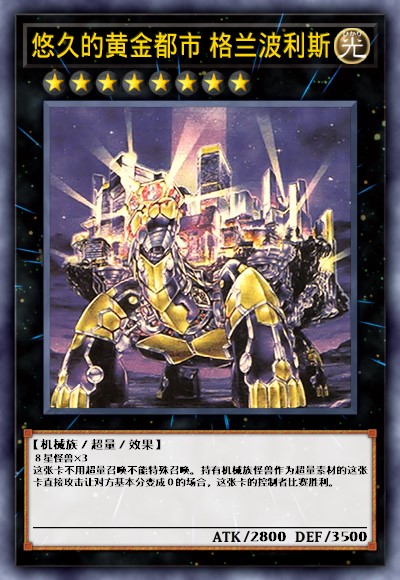 悠久的黄金都市 格兰波利斯
光
【机械族／超量／效果】
８星怪兽×3
这张卡不用超量召唤不能特殊召唤。持有机械族怪兽作为超量素材的这张
卡直接攻击让对方基本分变成０的场合，这张卡的控制者比赛胜利。
ATK/2800 DEF/3500